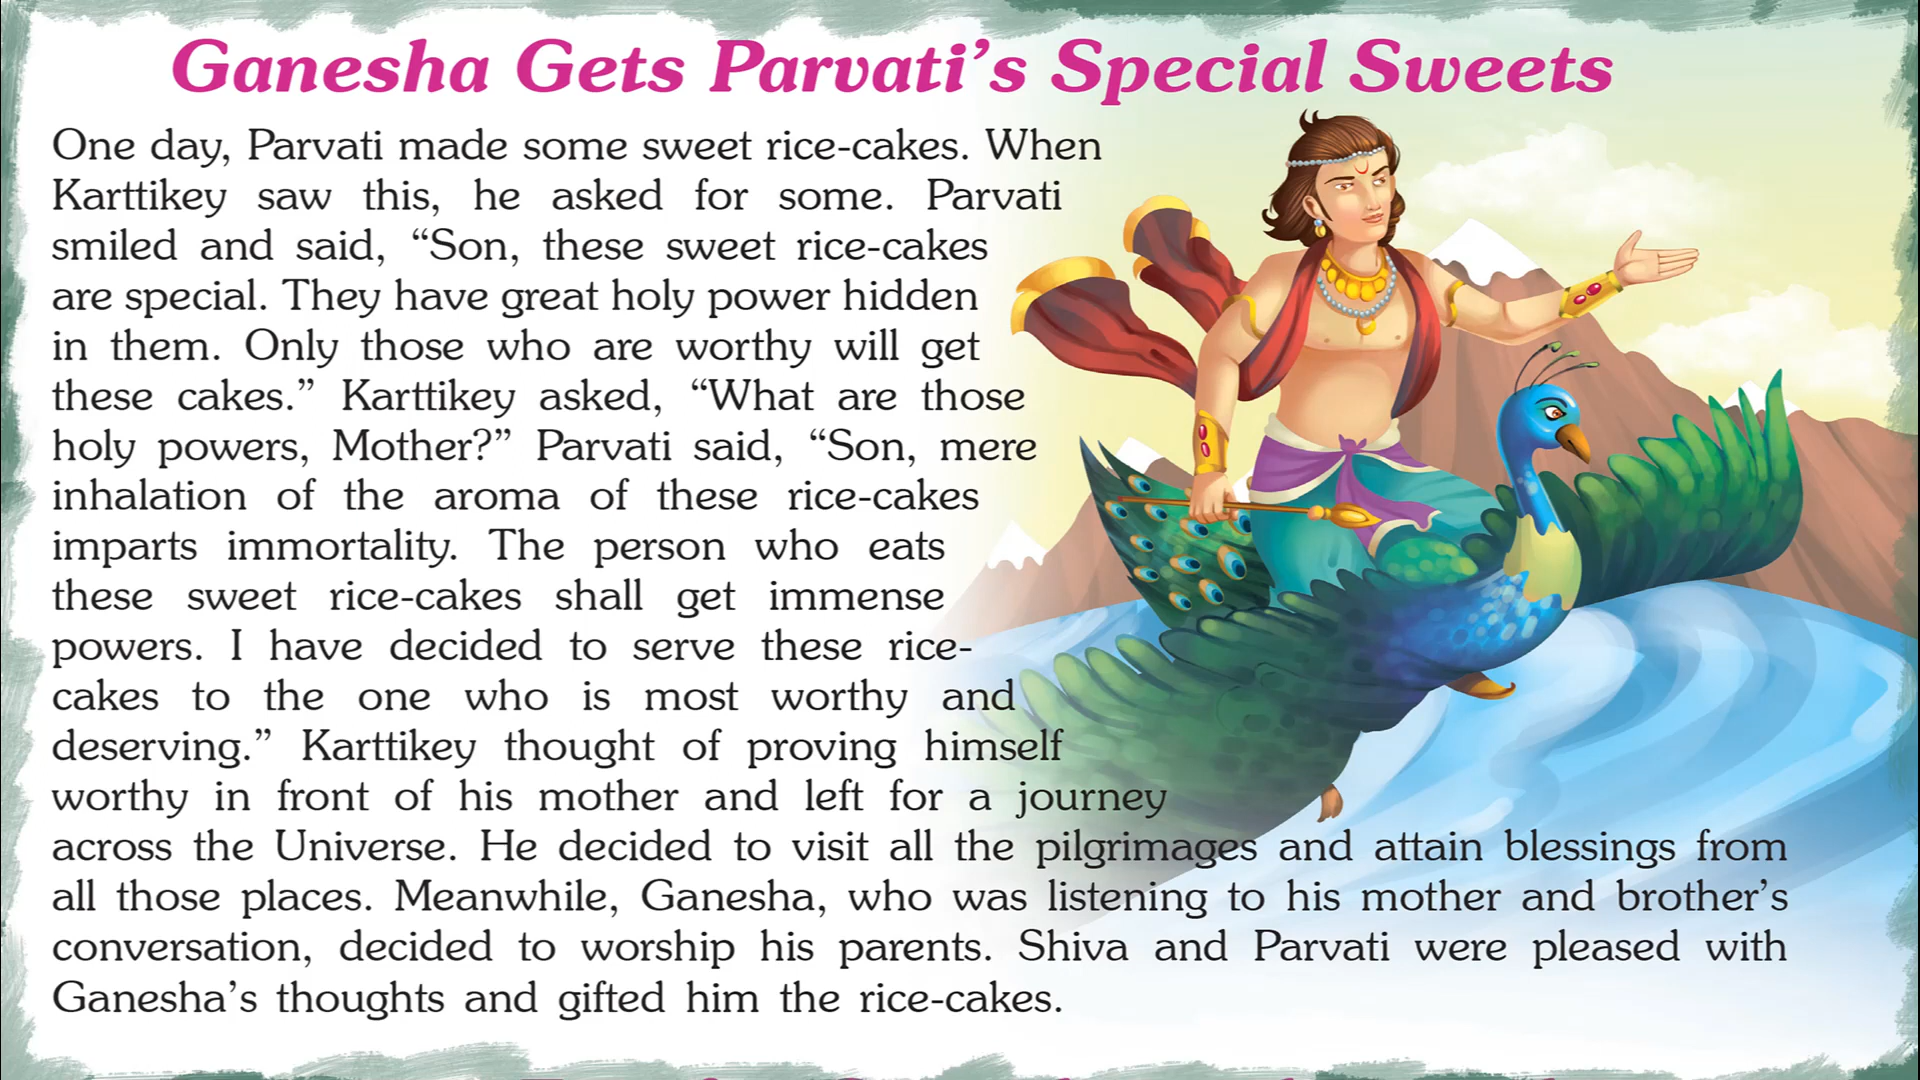 Ganesha Gets Parvati’s Special Sweets
One day, Parvati made some sweet rice-cakes. When
Karttikey saw this, he asked for some. Parvati
smiled and said, “Son, these sweet rice-cakes
are special. They have great holy power hidden
in them. Only those who are worthy will get
these cakes.” Karttikey asked, “What are those
holy powers, Mother?” Parvati said, “Son, mere
inhalation of the aroma of these rice-cakes
imparts immortality. The person who eats
these sweet rice-cakes shall get immense
powers. I have decided to serve these rice-
cakes to the one who is most worthy and
deserving.” Karttikey thought of proving himself
worthy in front of his mother and left for a journey
across the Universe. He decided to visit all the pilgrimages and attain blessings from
all those places. Meanwhile, Ganesha, who was listening to his mother and brother’s
conversation, decided to worship his parents. Shiva and Parvati were pleased with
Ganesha’s thoughts and gifted him the rice-cakes.